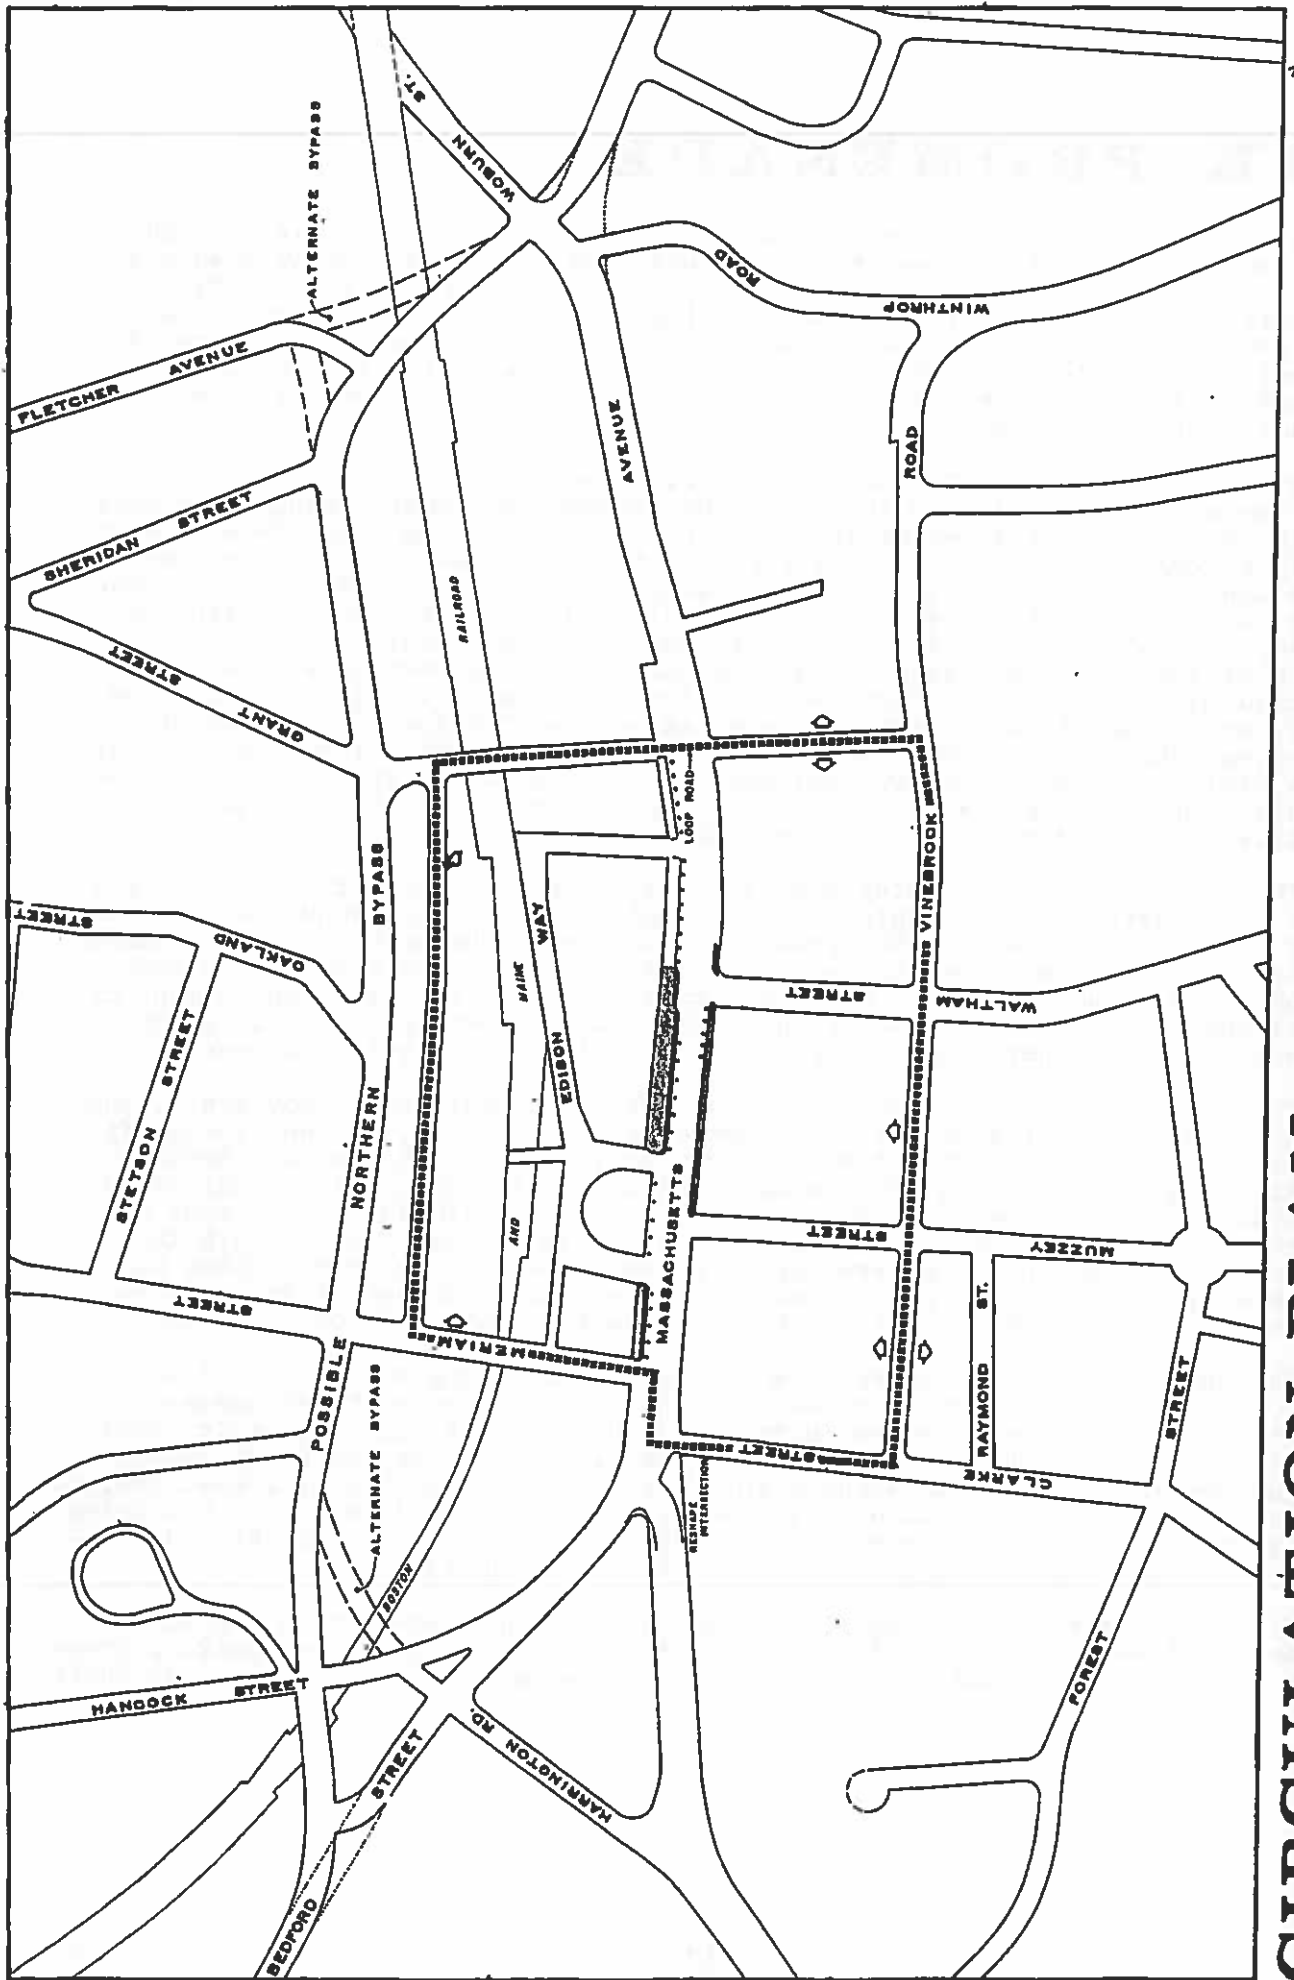 ST.
WOBURN
ALTERNATE BYPASS
FLETCHER AVENUE
ROAD
WINTHROP
AVENUE
ROAD
SHERIDAN STREET
RAILROAD
STREET
GRANT
LOOP ROAD
VINEBROOK
BYPASS
STREET
OAKLAND
WAY
MAINE
EDISON
STREET
WALTHAM
STETSON STREET
NORTHERN
AND
MASSACHUSETTS
STREET
MUZZEY
STREET
MERIAM
POSSIBLE
ALTERNATE BYPASS
RAYMOND ST.
STREET
STREET
CLARKE
RESHAPE
INTERSECTION
BOSTON
HANCOCK STREET
FOREST
STREET
HARRINGTON RD.
BEDFORD